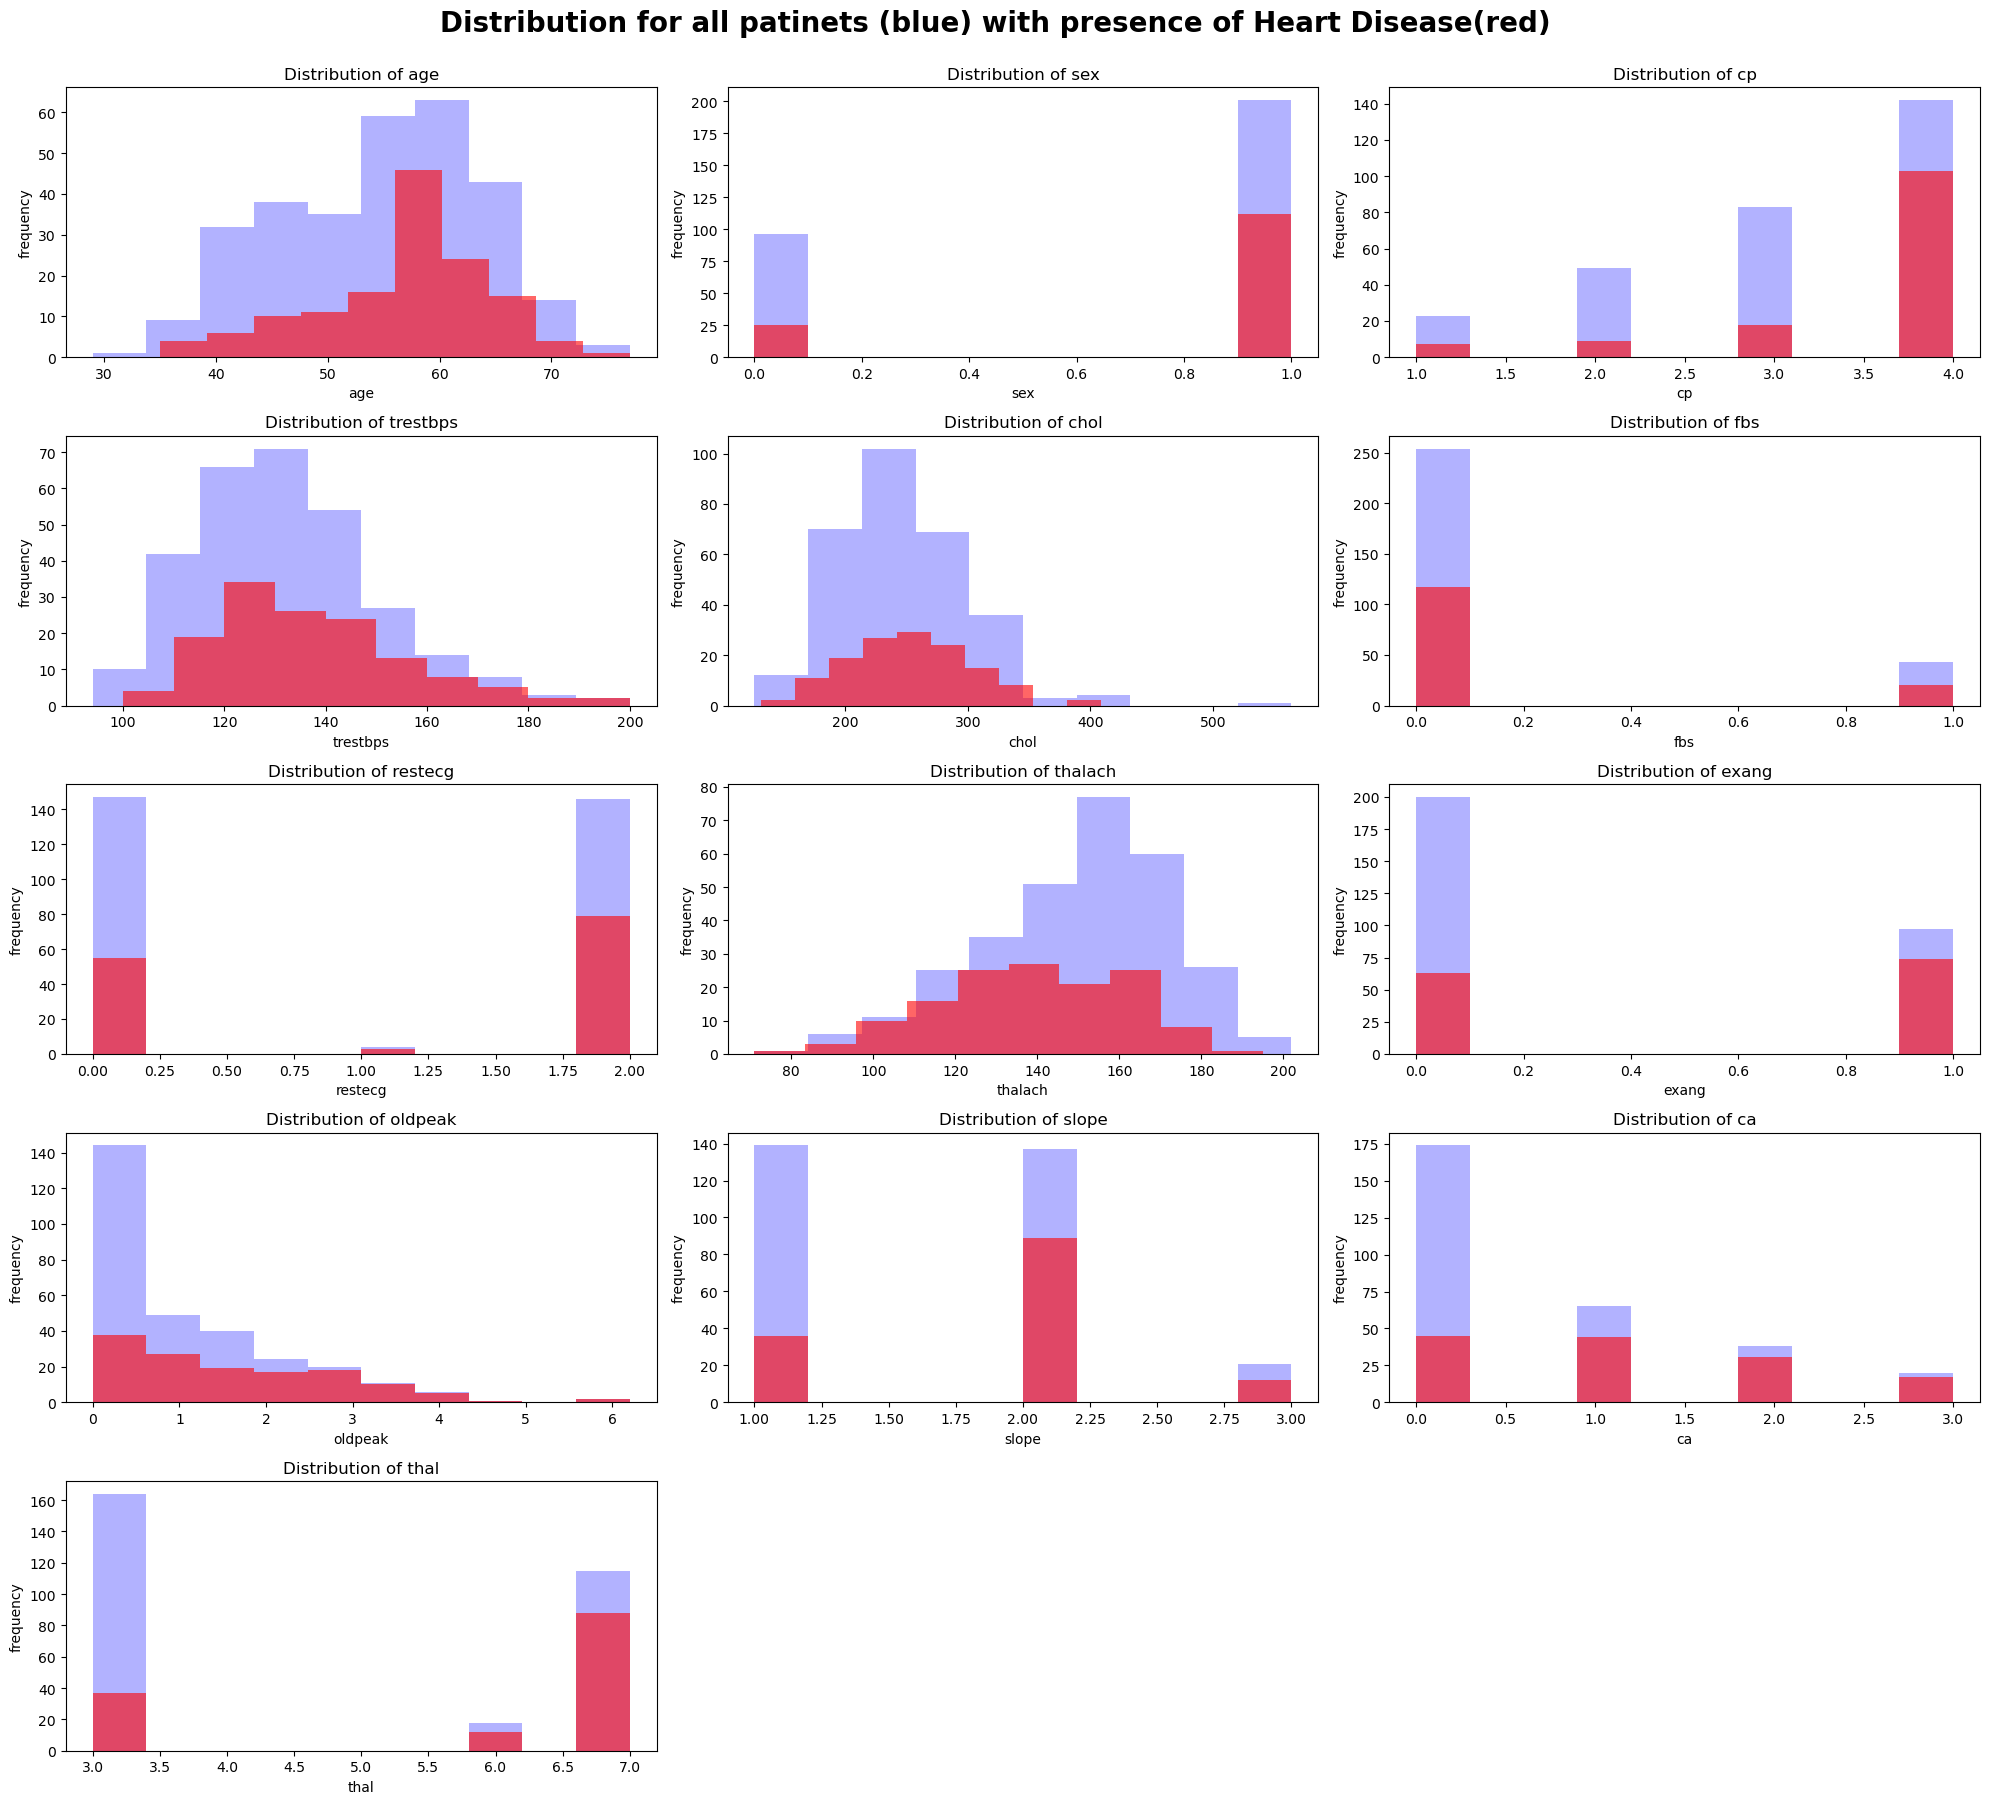 Distribution for all patinets (blue) with presence of Heart Disease(red)
Distribution of age
frequency
0
10
20
30
40
50
60
30 40 50 60 70
age
Distribution of sex
frequency
0
25
50
75
100
125
150
175
200
0.0 0.2 0.4 0.6 0.8 1.0
sex
Distribution of cp
frequency
0
20
40
60
80
100
120
140
1.0 1.5 2.0 2.5 3.0 3.5 4.0
cp
Distribution of trestbps
frequency
0
10
20
30
40
50
60
70
100 120 140 160 180 200
trestbps
Distribution of chol
frequency
0
20
40
60
80
100
200 300 400 500
chol
Distribution of fbs
frequency
0
50
100
150
200
250
0.0 0.2 0.4 0.6 0.8 1.0
fbs
Distribution of restecg
frequency
0
20
40
60
80
100
120
140
0.00 0.25 0.50 0.75 1.00 1.25 1.50 1.75 2.00
restecg
Distribution of thalach
frequency
0
10
20
30
40
50
60
70
80
80 100 120 140 160 180 200
thalach
Distribution of exang
frequency
0
25
50
75
100
125
150
175
200
0.0 0.2 0.4 0.6 0.8 1.0
exang
Distribution of oldpeak
frequency
0
20
40
60
80
100
120
140
0 1 2 3 4 5 6
oldpeak
Distribution of slope
frequency
0
20
40
60
80
100
120
140
1.00 1.25 1.50 1.75 2.00 2.25 2.50 2.75 3.00
slope
Distribution of ca
frequency
0
25
50
75
100
125
150
175
0.0 0.5 1.0 1.5 2.0 2.5 3.0
ca
Distribution of thal
frequency
0
20
40
60
80
100
120
140
160
3.0 3.5 4.0 4.5 5.0 5.5 6.0 6.5 7.0
thal